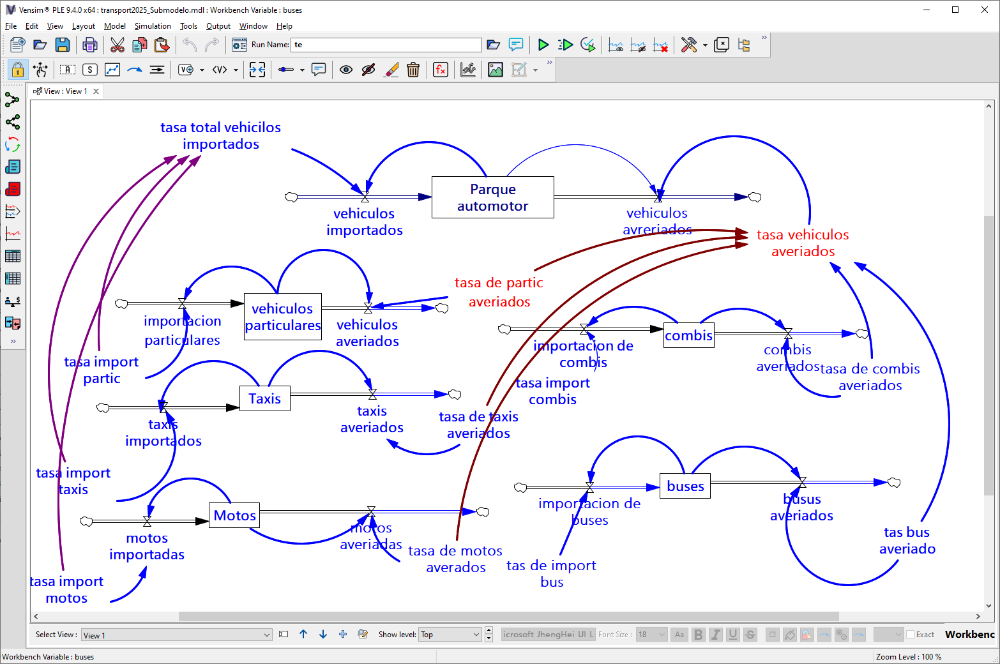 Vensim® PLE 9.4.0 x64 : transport2025_Submodelo.mdl : Workbench Variable : buses
File Edit View Layout Model Simulation Tools Output Window Help
Run Name: te
View : View 1
tasa total vehicilos
importados
Parque
automotor
vehiculos
importados
vehiculos
avreriados
tasa vehiculos
averiados
tasa de partic
averiados
vehiculos
particulares
importacion
particulares
vehiculos
averiados
combis
importacion de
combis
combis
averiados
tasa import
partic
tasa import
combis
tasa de combis
averiados
Taxis
taxis
importados
taxis
averiados
tasa de taxis
averiados
tasa import
taxis
buses
importacion de
buses
busus
averiados
Motos
motos
importadas
motos
averiadas
tasa de motos
averados
tas de import
bus
tas bus
averiado
tasa import
motos
Select View : View 1 Show level: Top icrosoft JhengHei UI L Font Size : 18 Aa B I U S Exact Workbenc
Workbench Variable : buses
Zoom Level : 100 %